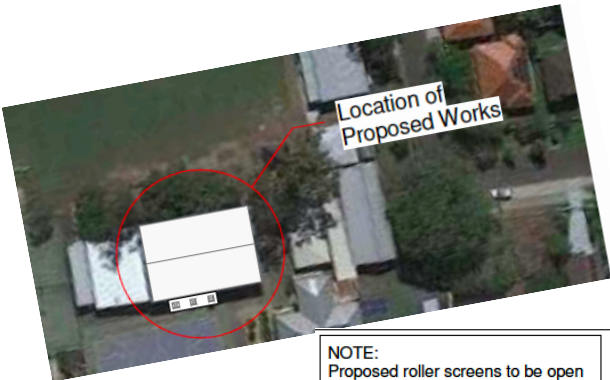 Location of
Proposed Works
NOTE:
Proposed roller screens to be open